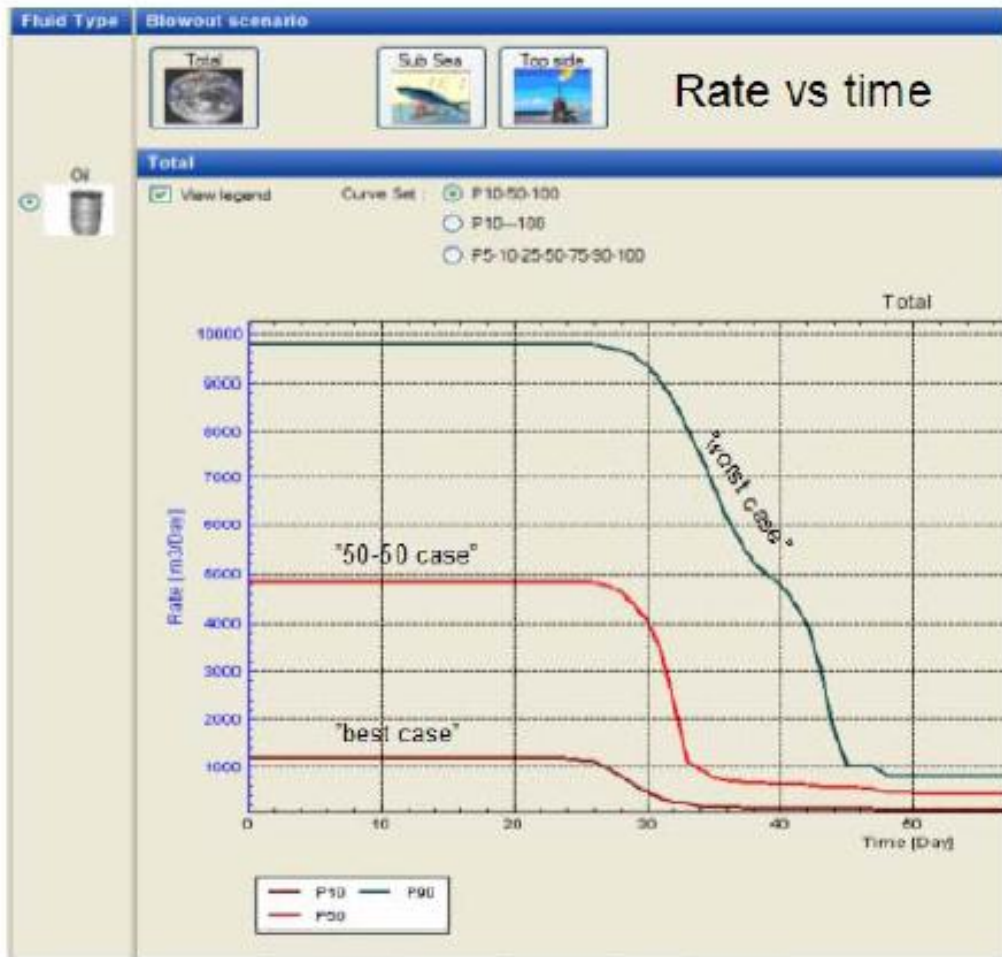 Fluid Type
Blowout scenario
Total
Sub Sea
Top side
Rate vs time
Oil
Total
View legend
Curve Set :
P10-50-100
P10--100
P5-10-25-50-75-90-100
Total
10000
9000
8000
7000
6000
5000
4000
3000
2000
1000
Rate [m3/Day]
"worst case"
"50-50 case"
"best case"
0
10
20
30
40
50
Time [Day]
P10
P90
P50